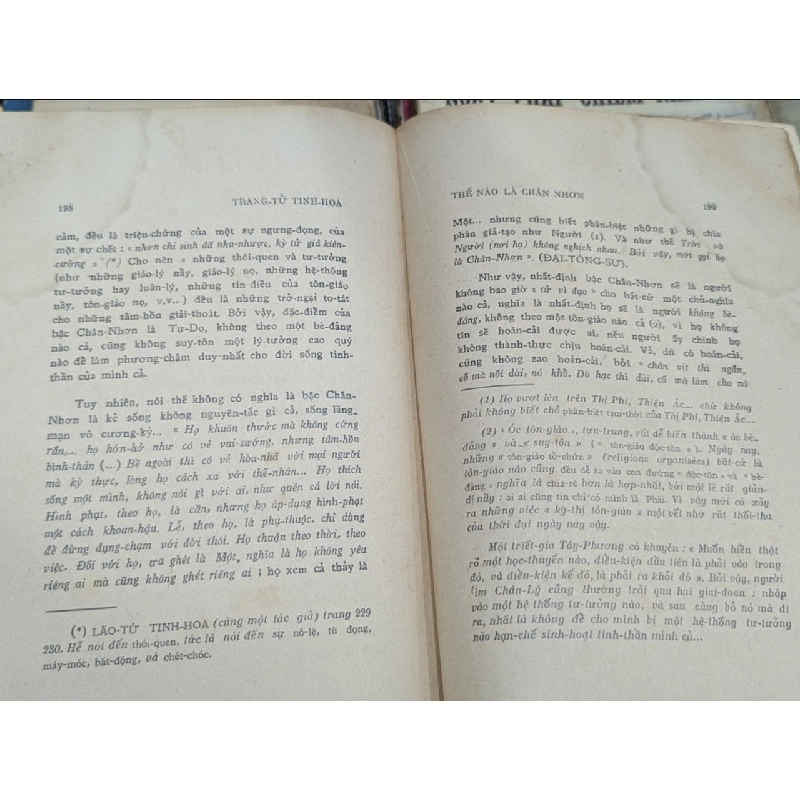 198 TRANG-TỬ TINH-HOA
cảm, đều là triệu-chứng của một sự ngưng-đọng, của
một sự chết : « nhơn chi sinh dã nhu-nhược, kỳ tử giả kiên-
cường » (*) Cho nên « những thói-quen và tư-tưởng
(như những giáo-lý nầy, giáo-lý nọ, những hệ-thống
tư-tưởng hay luân-lý, những tín-điều của tôn-giáo
nầy, tôn-giáo nọ, v.v...) đều là những trở-ngại to-tát
cho những tâm-hồn giải-thoát. Bởi vậy, đặc-điểm của
bậc Chân-Nhơn là Tự-Do, không theo một bè-đảng
nào cả, cũng không suy-tôn một lý-tưởng cao quý
nào để làm phương-châm duy-nhất cho đời sống tinh-
thần của mình cả.
Tuy nhiên, nói thế không có nghĩa là bậc Chân-
Nhơn là kẻ sống không nguyên-tắc gì cả, sống lãng-
mạn vô cương-kỷ... « Họ khuôn thước mà không cứng
rắn,.. họ hớn-hở như có vẻ vui-sướng, nhưng tâm-hồn
bình-thản (...) Bề ngoài thì có vẻ hòa-nhã với mọi người
mà kỳ thực, lòng họ cách xa với thế-nhân... Họ thích
sống một mình, không nói gì với ai, như quên cả lời nói.
Hình phạt, theo họ, là cần, nhưng họ áp-dụng hình-phạt
một cách khoan-hậu. Lễ, theo họ, là phụ-thuộc, chỉ dùng
để đừng đụng-chạm với đời thôi. Họ thuận theo thời, theo
việc. Đối với họ, ưa ghét là Một, nghĩa là họ không yêu
riêng ai mà cũng không ghét riêng ai ; họ xem cả thảy là
(*) LÃO-TỬ TINH-HOA (cùng một tác giả) trang 229
230. Hễ nói đến thói-quen, tức là nói đến sự nô-lệ, tù đọng,
máy-móc, bất-động, và chết-chóc.
THẾ NÀO LÀ CHÂN NHƠN 199
Một... nhưng cũng biết phân-biệt những gì bị chia
phân giả-tạo như Người (1). Và như thế Trời và
Người (nơi họ) không nghịch nhau. Bởi vậy, mới gọi họ
là Chân-Nhơn ». (ĐẠI-TÔNG-SƯ).
Như vậy, nhất-định bậc Chân-Nhơn sẽ là người
không bao giờ « tử vì đạo » cho bất-cứ một chủ-nghĩa
nào cả, nghĩa là nhất-định họ sẽ là người không bè-
đảng, không theo một tôn-giáo nào cả (2), vì họ không
tin sẽ hoán-cải được ai, nếu người ấy chính họ
không thành-thực chịu hoán-cải. Vả, dù có hoán-cải,
cũng không sao hoán-cải, bởi « chân vịt thì ngắn,
cố mà nối dài, nó khổ. Dò hạc thì dài, cố mà làm cho nó
(1) Họ vượt lên trên Thị Phi, Thiện Ác... chứ không
phải không biết chỗ phân-biệt tạm-thời của Thị Phi, Thiện Ác...
(2) « Óc tôn-giáo », tựu-trung, rất dễ biến thành « óc bè-
đảng » và « suy-tôn » (« tôn-giáo độc-tôn »). Ngày nay,
những « tôn-giáo tổ-chức » (religions organisées) bất-cứ là
tôn-giáo nào cũng đều dễ sa vào con đường « độc-tôn » và « bè-
đảng » nghĩa là chia-rẽ hơn là hợp-nhất, bởi một lẽ rất giản-
dị nầy : ai ai cũng tin chỉ có mình là Phải. Vì vậy mới có xảy
ra những việc « kỳ-thị tôn-giáo » một vết nhơ rất thối-tha
của thời đại ngày nay vậy.
Một triết-gia Tây-Phương có khuyên : « Muốn hiểu thật
rõ một học-thuyết nào, điều-kiện đầu tiên là phải vào trong
đó, và điều-kiện kế đó, là phải ra khỏi đó ». Bởi vậy, người
tìm Chân-Lý cũng thường trải qua hai giai-đoạn : nhập
vào một hệ thống tư-tưởng nào, và sau cùng bỏ nó mà đi
ra, nhất là không để cho mình bị một hệ-thống tư-tưởng
nào hạn-chế sinh-hoạt tinh-thần mình cả...